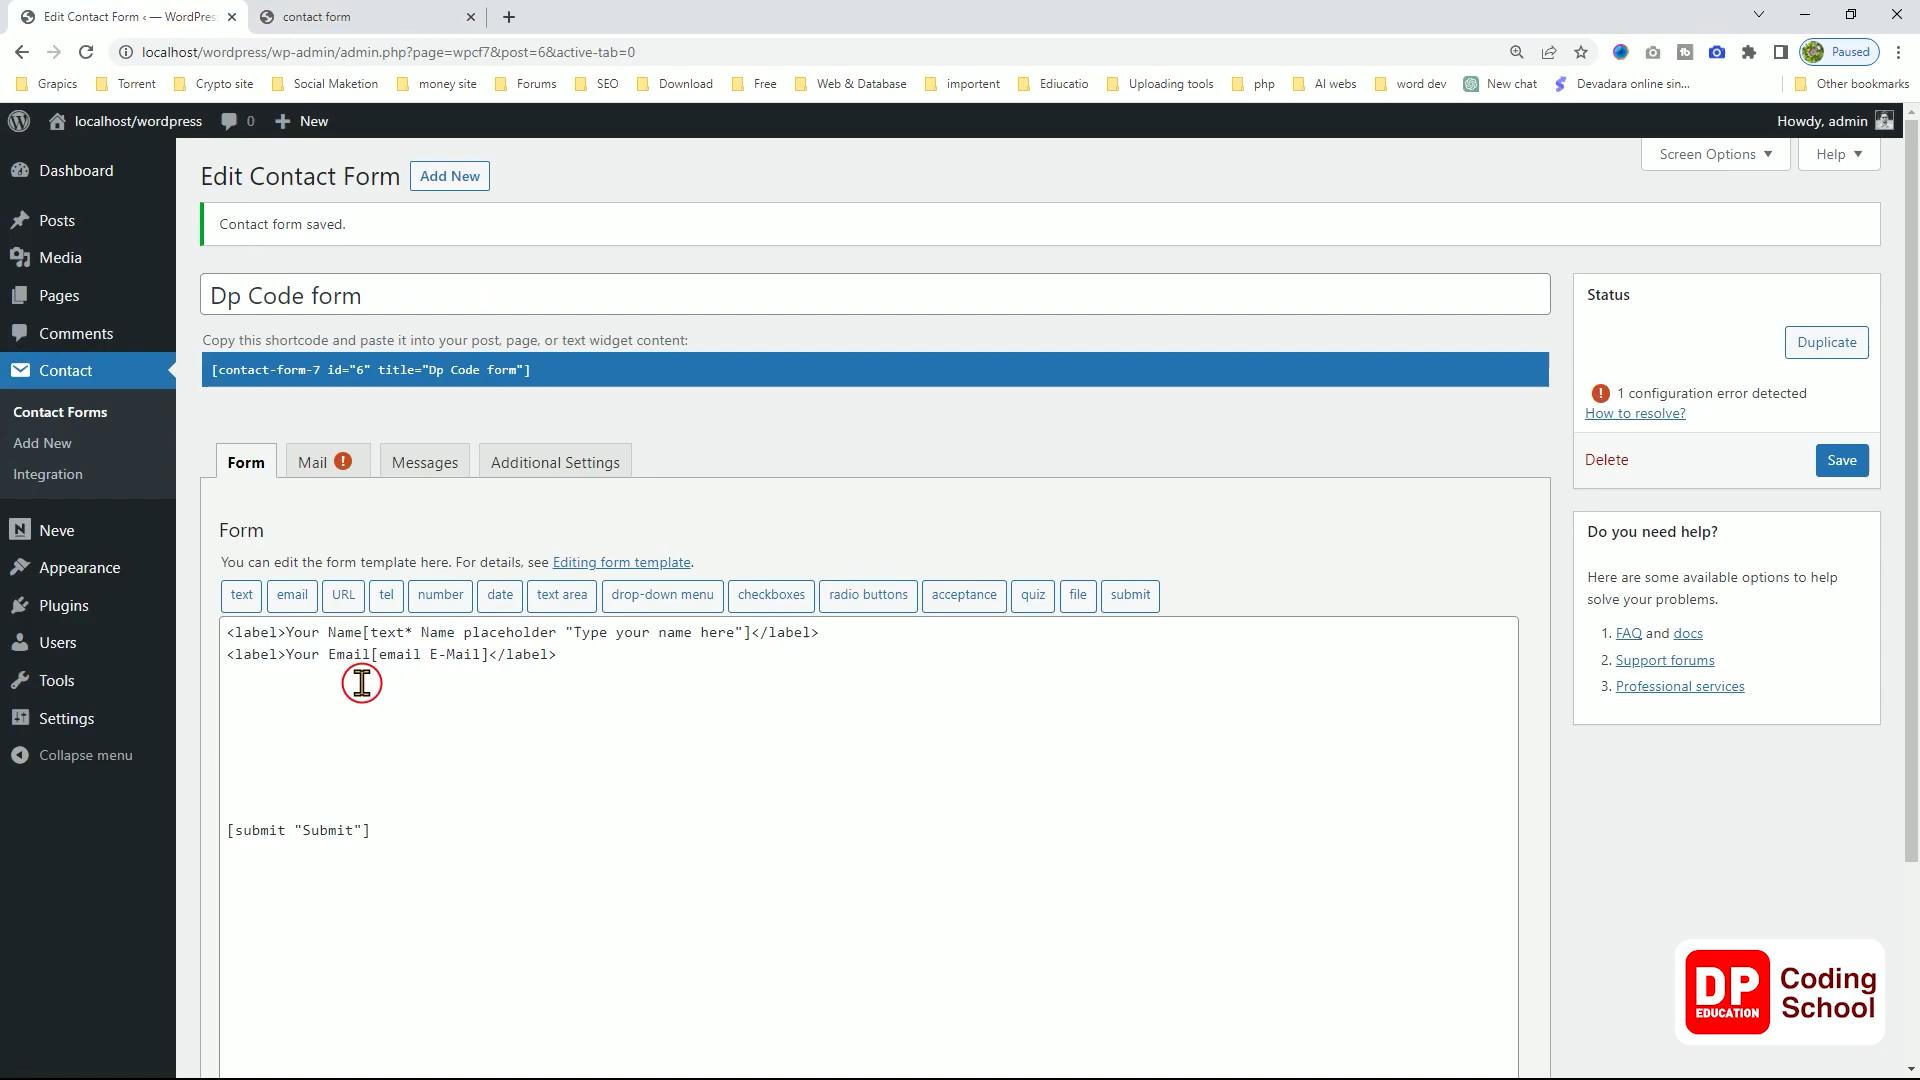 Edit Contact Form ‹ — WordPres
contact form
localhost/wordpress/wp-admin/admin.php?page=wpcf7&post=6&active-tab=0
Paused
Grapics
Torrent
Crypto site
Social Maketion
money site
Forums
SEO
Download
Free
Web & Database
importent
Eduicatio
Uploading tools
php
AI webs
word dev
New chat
Devadara online sin...
Other bookmarks
localhost/wordpress
0
New
Howdy, admin
Dashboard
Posts
Media
Pages
Comments
Contact
Contact Forms
Add New
Integration
Neve
Appearance
Plugins
Users
Tools
Settings
Collapse menu
Screen Options
Help
Edit Contact Form
Add New
Contact form saved.
Dp Code form
Copy this shortcode and paste it into your post, page, or text widget content:
[contact-form-7 id="6" title="Dp Code form"]
Form
Mail
!
Messages
Additional Settings
Form
You can edit the form template here. For details, see Editing form template.
text
email
URL
tel
number
date
text area
drop-down menu
checkboxes
radio buttons
acceptance
quiz
file
submit
<label>Your Name[text* Name placeholder "Type your name here"]</label>
<label>Your Email[email E-Mail]</label>
[submit "Submit"]
Status
Duplicate
! 1 configuration error detected
How to resolve?
Delete
Save
Do you need help?
Here are some available options to help
solve your problems.
1. FAQ and docs
2. Support forums
3. Professional services
DP
EDUCATION
Coding
School